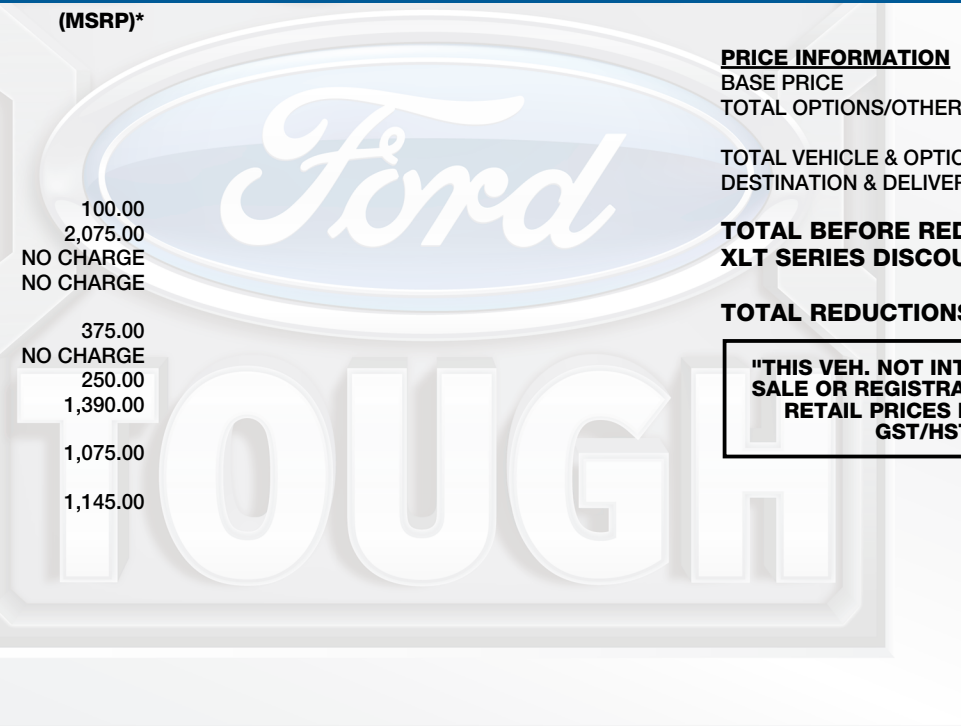 (MSRP)*
100.00
2,075.00
NO CHARGE
NO CHARGE
375.00
NO CHARGE
250.00
1,390.00
1,075.00
1,145.00
PRICE INFORMATION
BASE PRICE
TOTAL OPTIONS/OTHER
TOTAL VEHICLE & OPTIO
DESTINATION & DELIVER
TOTAL BEFORE RED
XLT SERIES DISCOU
TOTAL REDUCTIONS
"THIS VEH. NOT INT
SALE OR REGISTRA
RETAIL PRICES
GST/HST
Ford
TOUGH